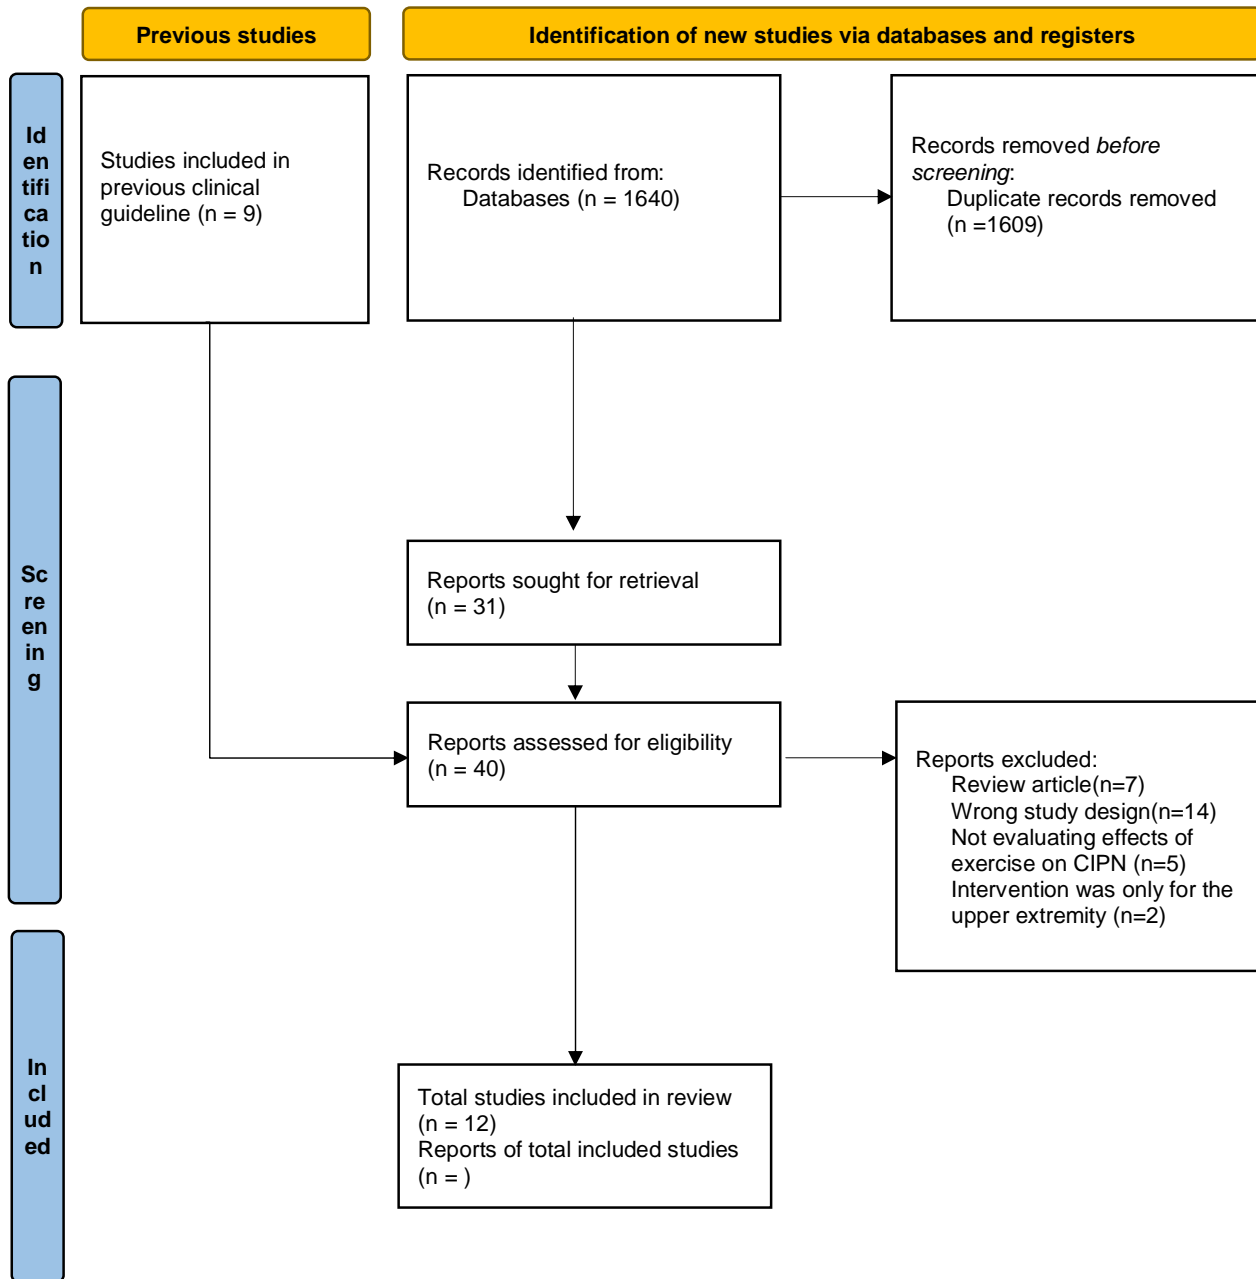 Previous studies
Identification of new studies via databases and registers
Id
en
tifi
ca
tio
n
Studies included in
previous clinical
guideline (n = 9)
Records identified from:
Databases (n = 1640)
Records removed before
screening:
Duplicate records removed
(n =1609)
Sc
re
en
in
g
Reports sought for retrieval
(n = 31)
Reports assessed for eligibility
(n = 40)
Reports excluded:
Review article(n=7)
Wrong study design(n=14)
Not evaluating effects of
exercise on CIPN (n=5)
Intervention was only for the
upper extremity (n=2)
In
cl
ud
ed
Total studies included in review
(n = 12)
Reports of total included studies
(n = )